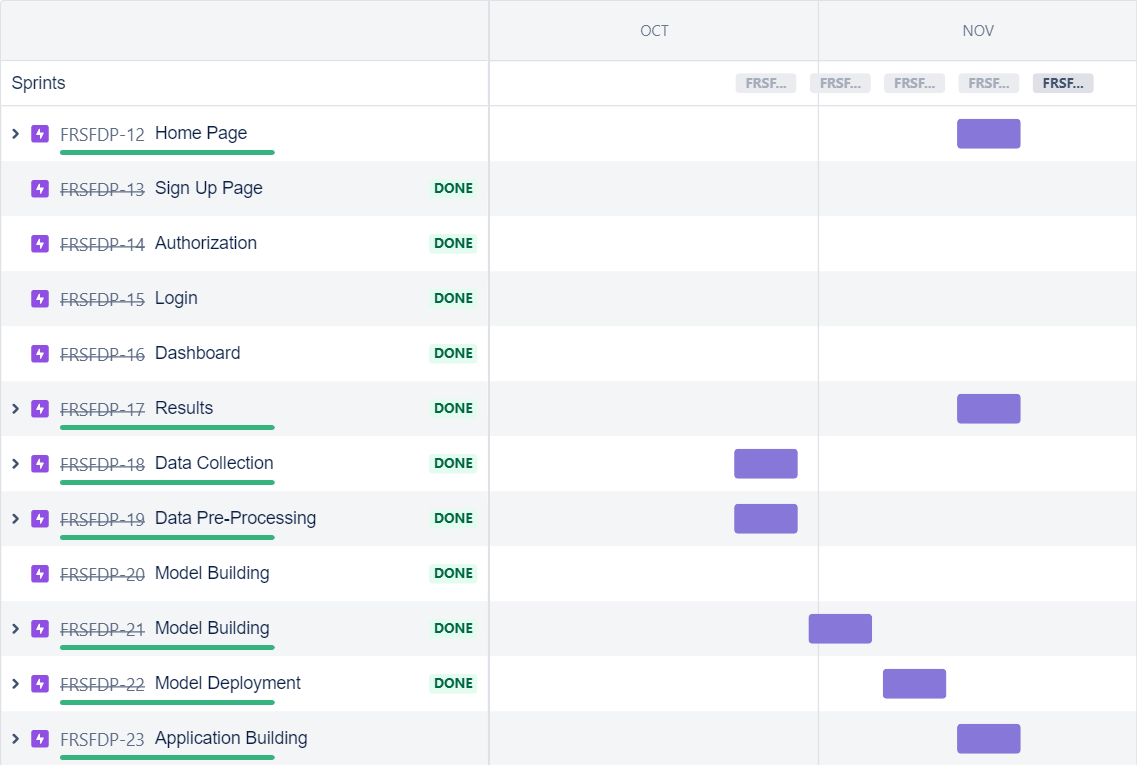 OCT NOV
Sprints FRSF... FRSF... FRSF... FRSF... FRSF...
FRSFDP-12 Home Page
FRSFDP-13 Sign Up Page DONE
FRSFDP-14 Authorization DONE
FRSFDP-15 Login DONE
FRSFDP-16 Dashboard DONE
FRSFDP-17 Results DONE
FRSFDP-18 Data Collection DONE
FRSFDP-19 Data Pre-Processing DONE
FRSFDP-20 Model Building DONE
FRSFDP-21 Model Building DONE
FRSFDP-22 Model Deployment DONE
FRSFDP-23 Application Building